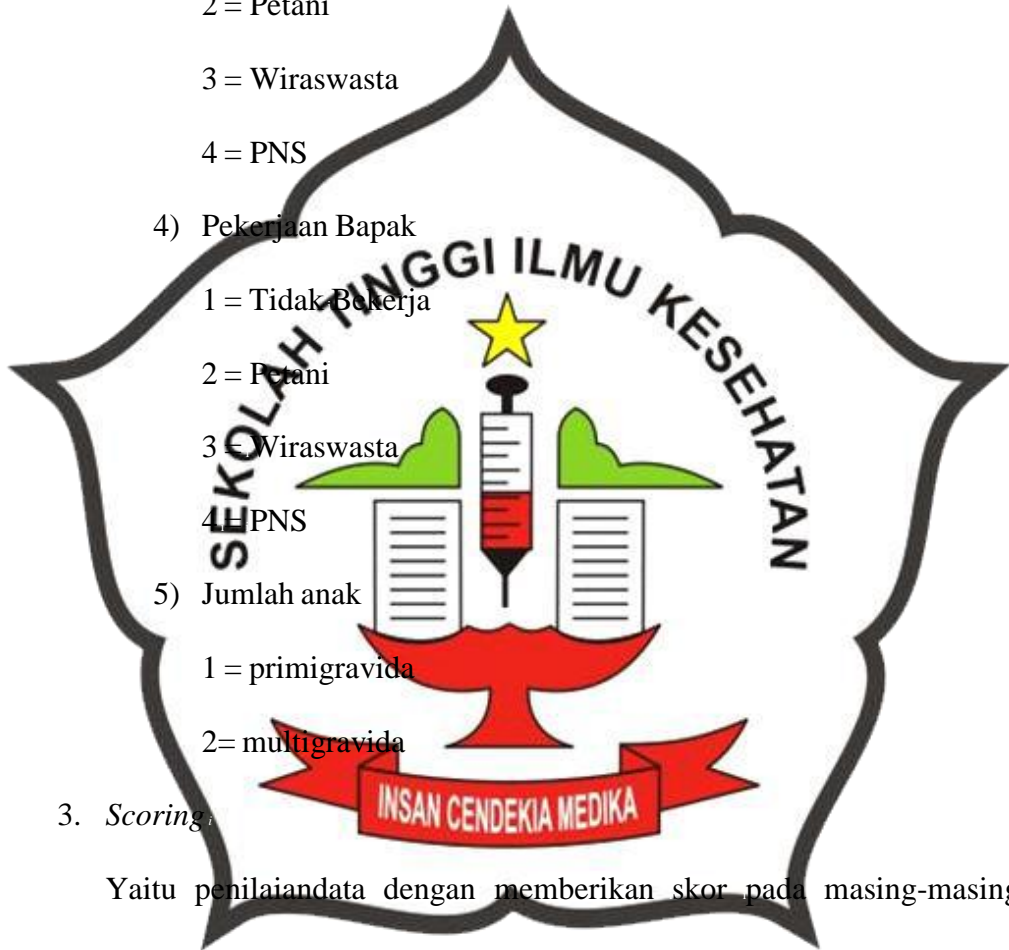 2 = Petani
3 = Wiraswasta
4 = PNS
4) Pekerjaan Bapak
1 = Tidak Bekerja
2 = Petani
3 = Wiraswasta
4 = PNS
5) Jumlah anak
1 = primigravida
2= multigravida
3. Scoring
Yaitu penilaiandata dengan memberikan skor pada masing-masing
SEKOLAH TINGGI ILMU KESEHATAN
INSAN CENDEKIA MEDIKA